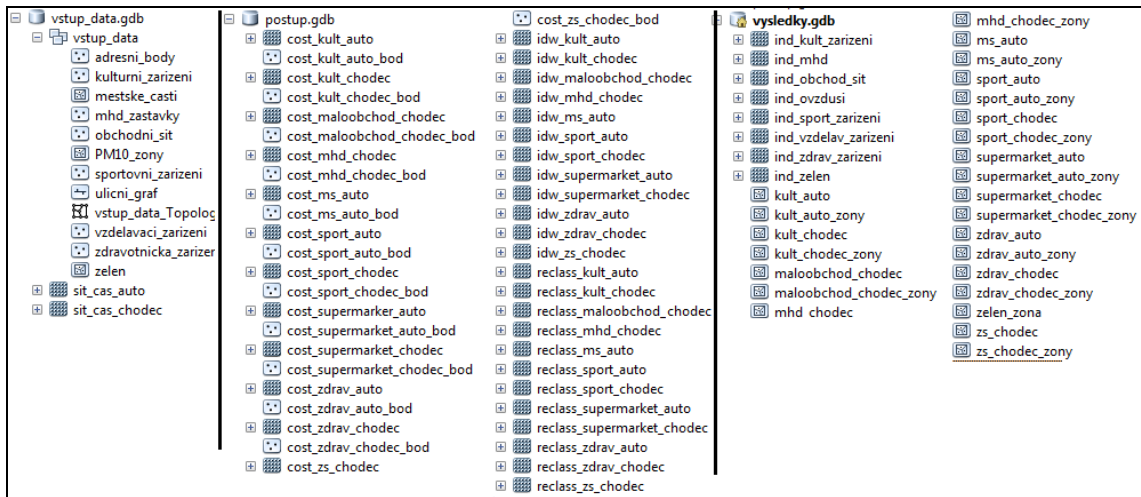 vstup_data.gdb
vstup_data
adresni_body
kulturni_zarizeni
mestske_casti
mhd_zastavky
obchodni_sit
PM10_zony
sportovni_zarizeni
ulicni_graf
vstup_data_Topolog
vzdelavaci_zarizeni
zdravotnicka_zarizer
zelen
sit_cas_auto
sit_cas_chodec
postup.gdb
cost_kult_auto
cost_kult_auto_bod
cost_kult_chodec
cost_kult_chodec_bod
cost_maloobchod_chodec
cost_maloobchod_chodec_bod
cost_mhd_chodec
cost_mhd_chodec_bod
cost_ms_auto
cost_ms_auto_bod
cost_sport_auto
cost_sport_auto_bod
cost_sport_chodec
cost_sport_chodec_bod
cost_supermarker_auto
cost_supermarket_auto_bod
cost_supermarket_chodec
cost_supermarket_chodec_bod
cost_zdrav_auto
cost_zdrav_auto_bod
cost_zdrav_chodec
cost_zdrav_chodec_bod
cost_zs_chodec
cost_zs_chodec_bod
idw_kult_auto
idw_kult_chodec
idw_maloobchod_chodec
idw_mhd_chodec
idw_ms_auto
idw_sport_auto
idw_sport_chodec
idw_supermarket_auto
idw_supermarket_chodec
idw_zdrav_auto
idw_zdrav_chodec
idw_zs_chodec
reclass_kult_auto
reclass_kult_chodec
reclass_maloobchod_chodec
reclass_mhd_chodec
reclass_ms_auto
reclass_sport_auto
reclass_sport_chodec
reclass_supermarket_auto
reclass_supermarket_chodec
reclass_zdrav_auto
reclass_zdrav_chodec
reclass_zs_chodec
vysledky.gdb
ind_kult_zarizeni
ind_mhd
ind_obchod_sit
ind_ovzdusi
ind_sport_zarizeni
ind_vzdelav_zarizeni
ind_zdrav_zarizeni
ind_zelen
kult_auto
kult_auto_zony
kult_chodec
kult_chodec_zony
maloobchod_chodec
maloobchod_chodec_zony
mhd_chodec
mhd_chodec_zony
ms_auto
ms_auto_zony
sport_auto
sport_auto_zony
sport_chodec
sport_chodec_zony
supermarket_auto
supermarket_auto_zony
supermarket_chodec
supermarket_chodec_zony
zdrav_auto
zdrav_auto_zony
zdrav_chodec
zdrav_chodec_zony
zelen_zona
zs_chodec
zs_chodec_zony